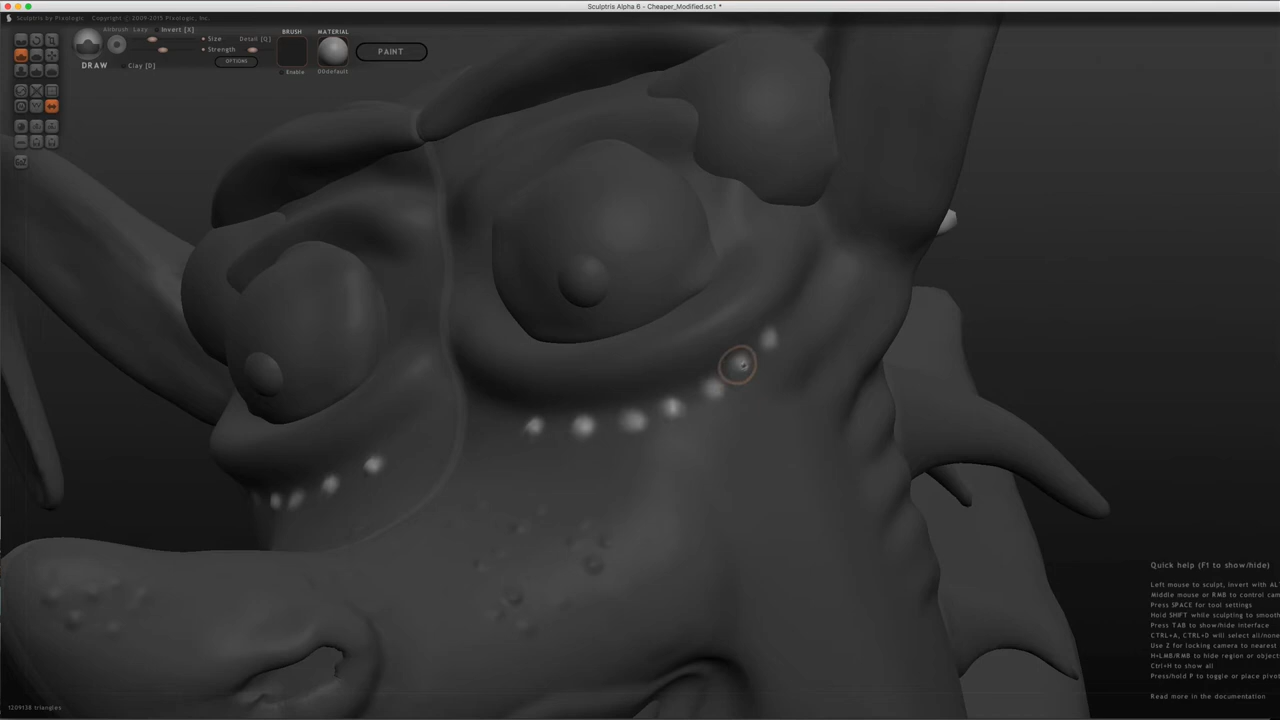 Sculptris Alpha 6 - Cheaper_Modified.sc1 *
Sculptris by Pixologic Copyright © 2009-2015 Pixologic, Inc.
Airbrush Lazy Invert [X]
Size Detail [Q]
Strength
DRAW Clay [D]
OPTIONS
BRUSH
Enable
MATERIAL
00default
PAINT
GoZ
Quick help (F1 to show/hide)
Left mouse to sculpt, invert with AL
Middle mouse or RMB to control cam
Press SPACE for tool settings
Hold SHIFT while sculpting to smoot
Press TAB to show/hide interface
CTRL+A, CTRL+D will select all/none
Use Z for locking camera to nearest
H+LMB/RMB to hide region or object
Ctrl+H to show all
Press/hold P to toggle or place pivot
Read more in the documentation
1209138 triangles